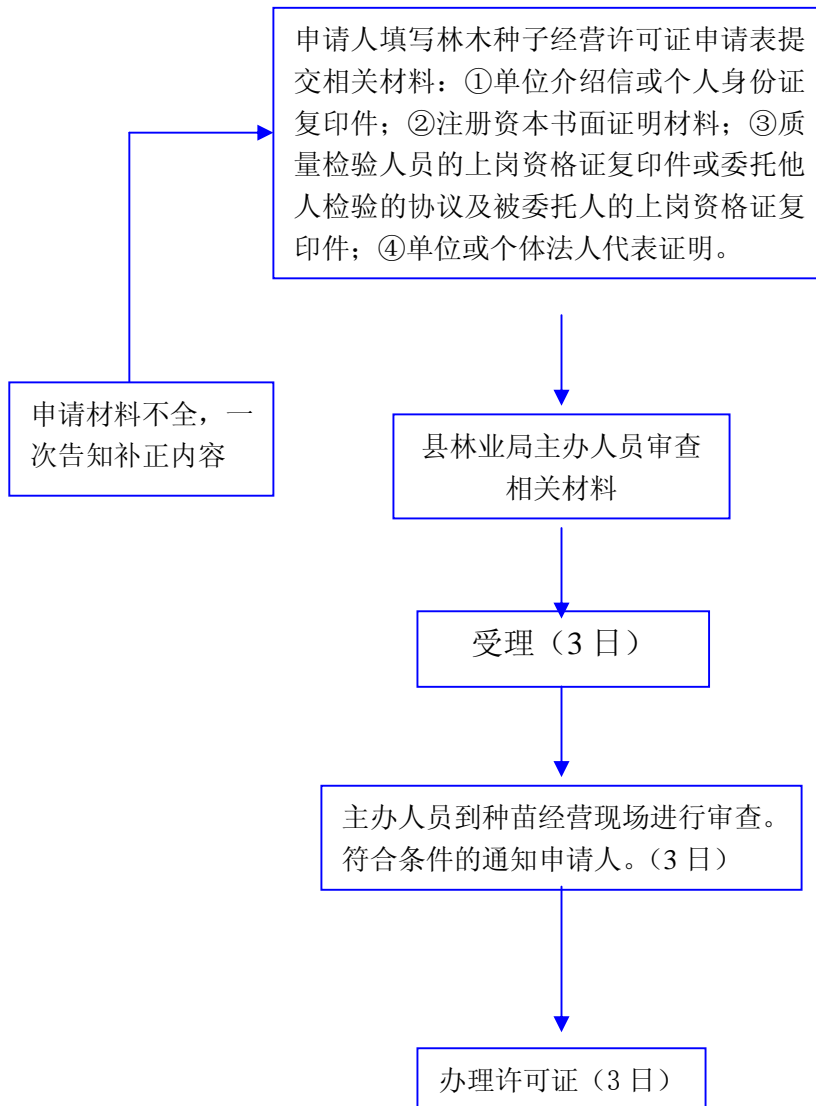 申请人填写林木种子经营许可证申请表提
交相关材料：①单位介绍信或个人身份证
复印件；②注册资本书面证明材料；③质
量检验人员的上岗资格证复印件或委托他
人检验的协议及被委托人的上岗资格证复
印件；④单位或个体法人代表证明。
申请材料不全，一
次告知补正内容
县林业局主办人员审查
相关材料
受理（3 日）
主办人员到种苗经营现场进行审查。
符合条件的通知申请人。（3 日）
办理许可证（3 日）